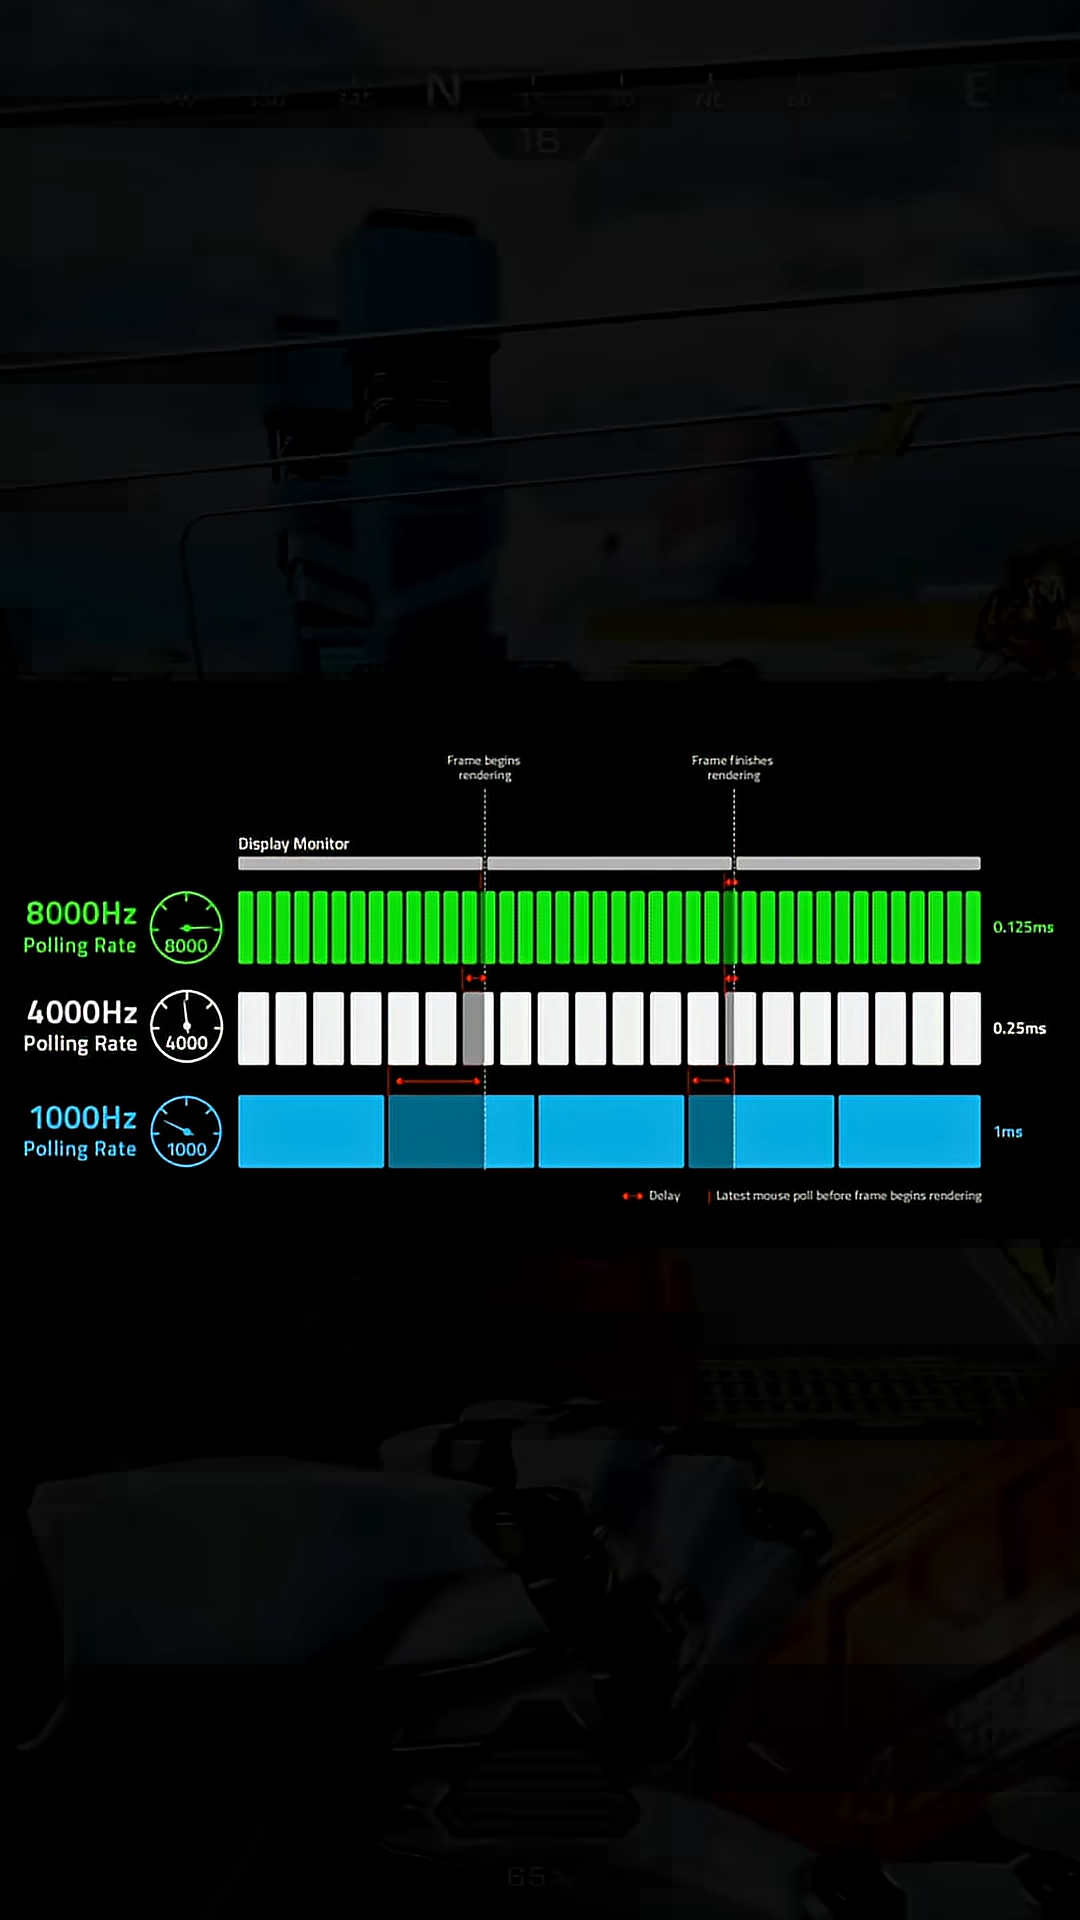 N
E
16
Frame begins
rendering
Frame finishes
rendering
Display Monitor
8000Hz
Polling Rate
8000
0.125ms
4000Hz
Polling Rate
4000
0.25ms
1000Hz
Polling Rate
1000
1ms
Delay
Latest mouse poll before frame begins rendering